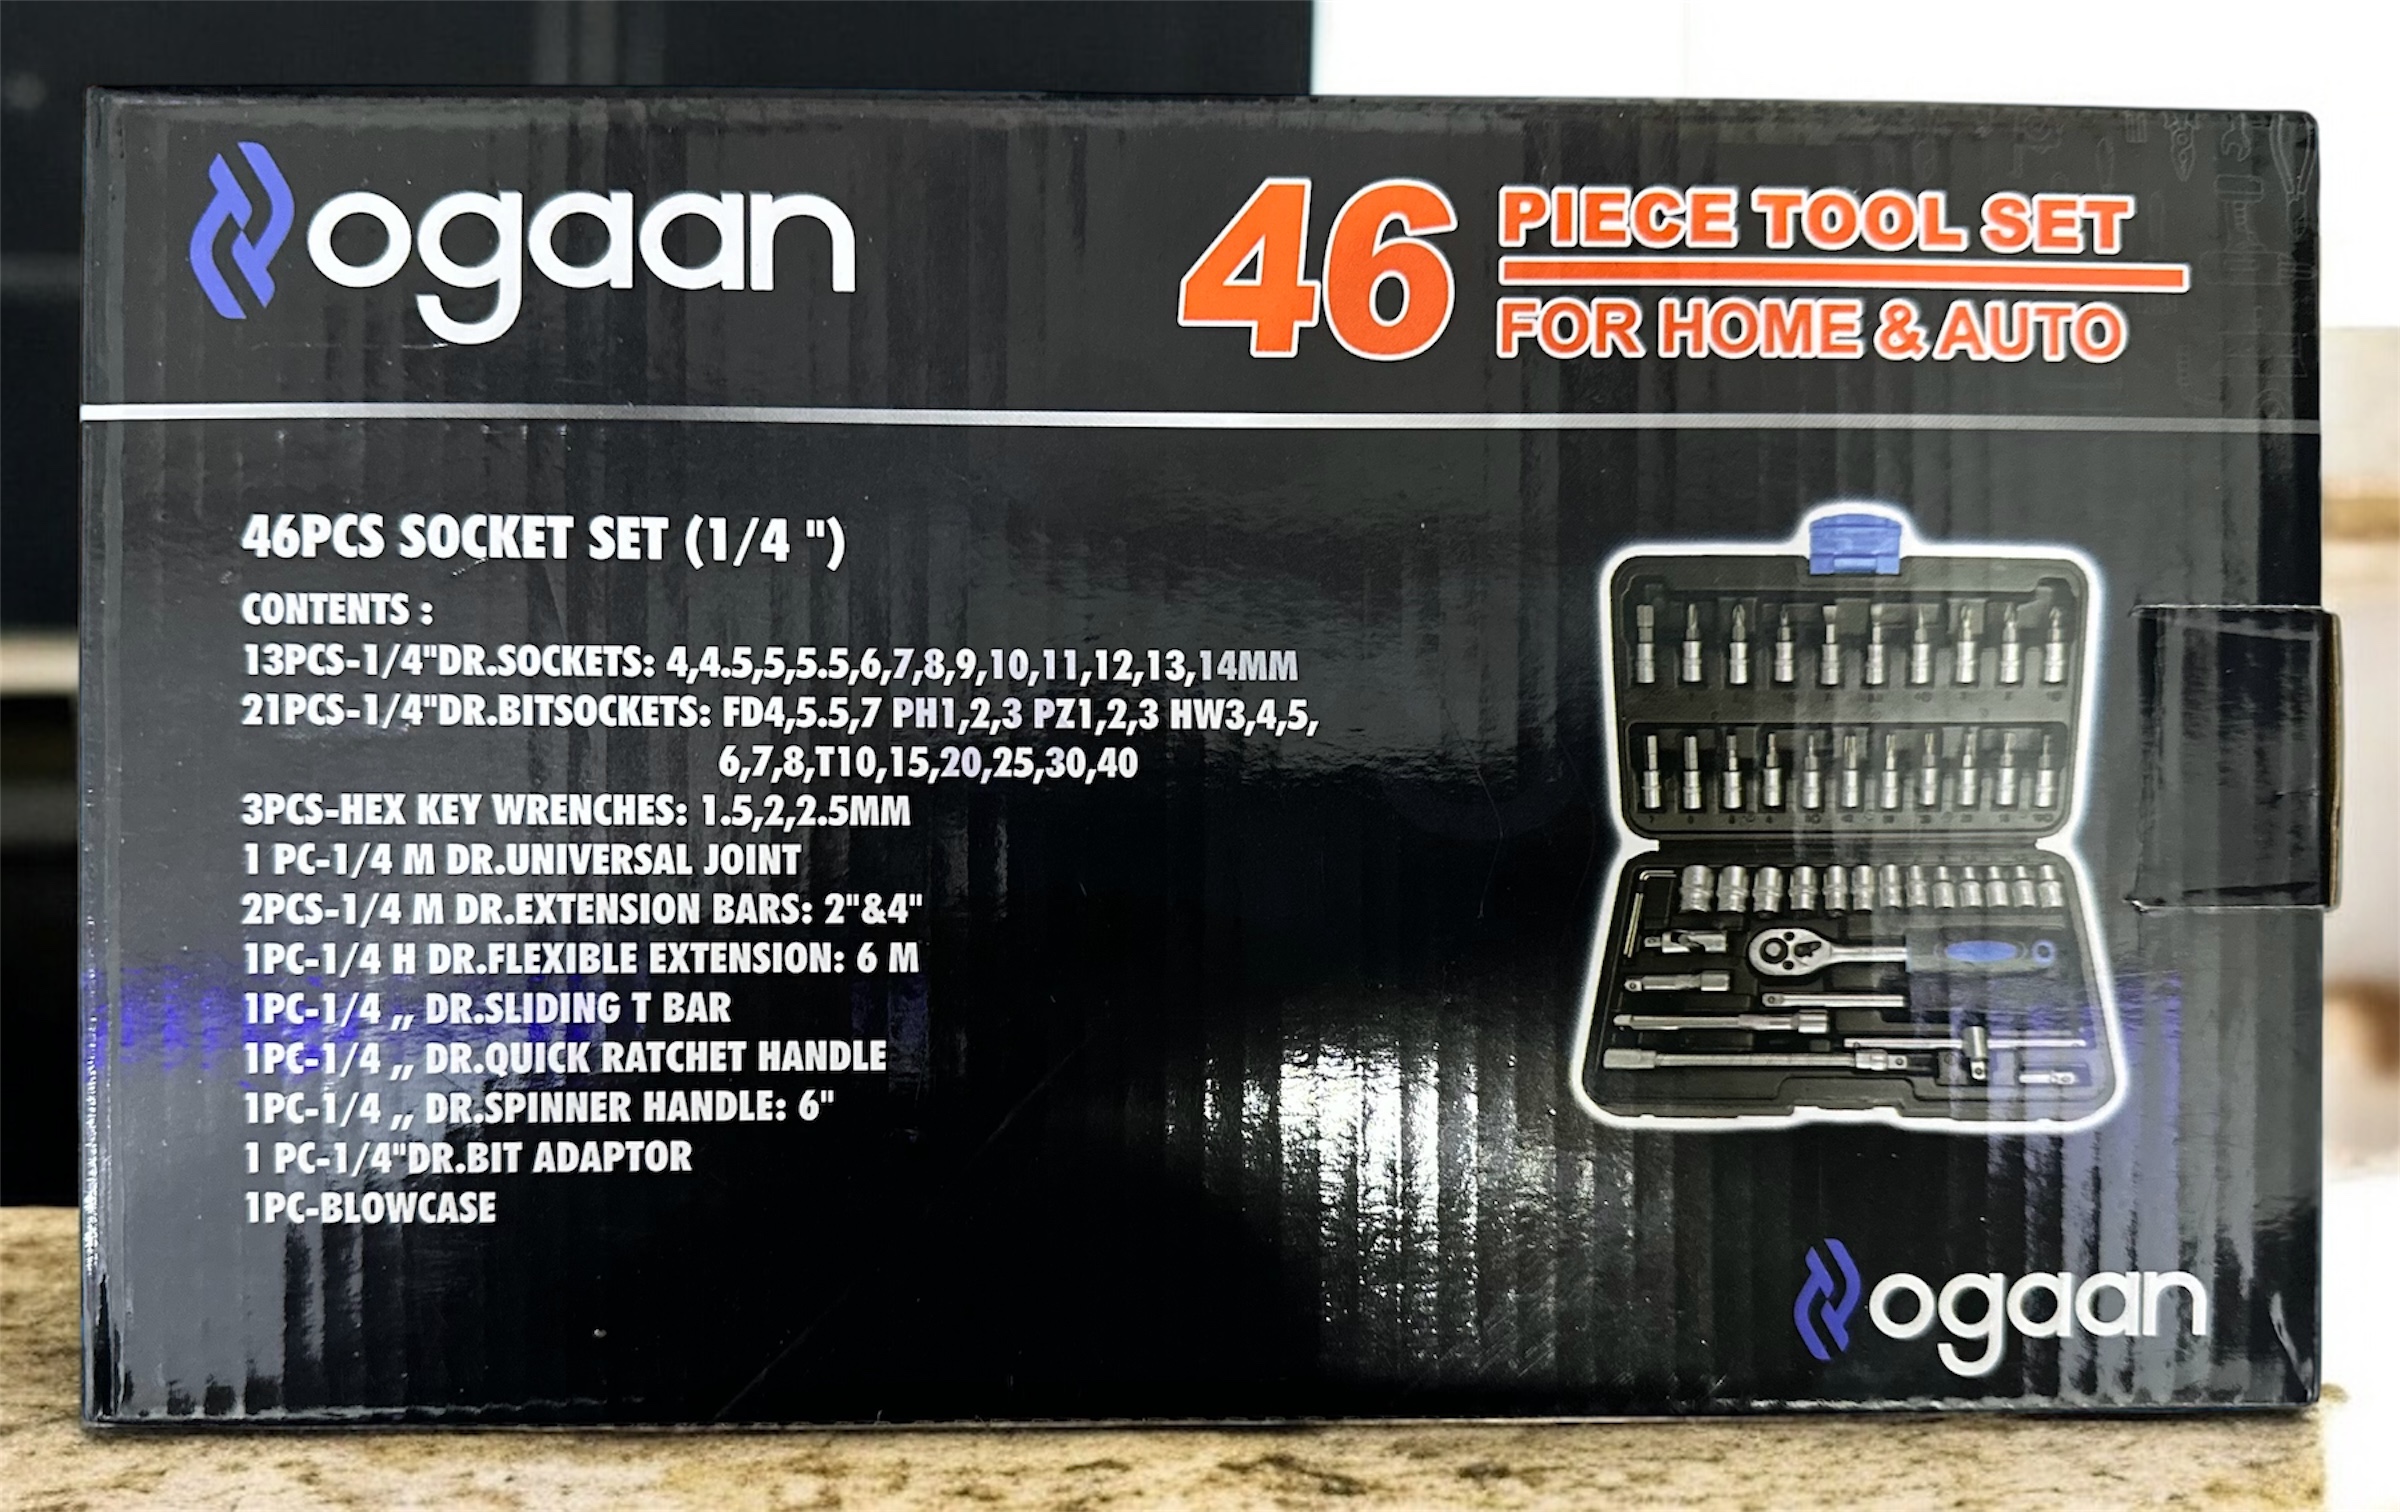 ogaan
46 PIECE TOOL SET
FOR HOME & AUTO
46PCS SOCKET SET (1/4 ")
CONTENTS :
13PCS-1/4"DR.SOCKETS: 4,4.5,5,5.5,6,7,8,9,10,11,12,13,14MM
21PCS-1/4"DR.BITSOCKETS: FD4,5.5,7 PH1,2,3 PZ1,2,3 HW3,4,5,
6,7,8,T10,15,20,25,30,40
3PCS-HEX KEY WRENCHES: 1.5,2,2.5MM
1 PC-1/4 M DR.UNIVERSAL JOINT
2PCS-1/4 M DR.EXTENSION BARS: 2"&4"
1PC-1/4 H DR.FLEXIBLE EXTENSION: 6 M
1PC-1/4 ,, DR.SLIDING T BAR
1PC-1/4 ,, DR.QUICK RATCHET HANDLE
1PC-1/4 ,, DR.SPINNER HANDLE: 6"
1 PC-1/4"DR.BIT ADAPTOR
1PC-BLOWCASE
ogaan